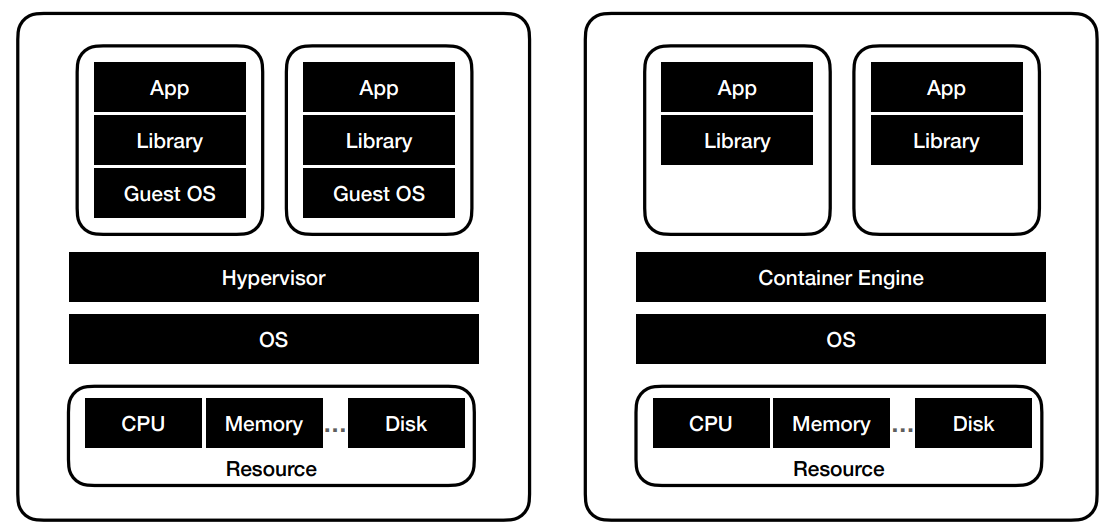 App
Library
Guest OS
App
Library
Guest OS
Hypervisor
OS
CPU Memory ... Disk
Resource
App
Library
App
Library
Container Engine
OS
CPU Memory ... Disk
Resource